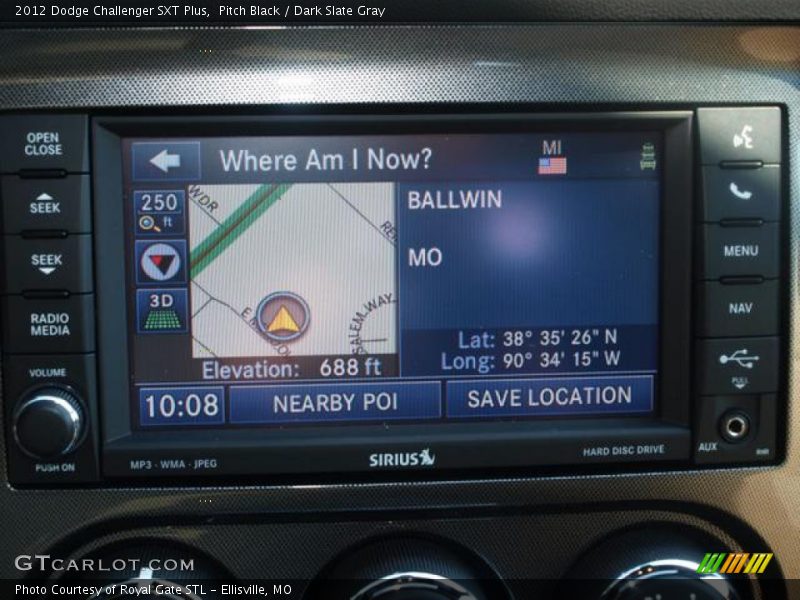 2012 Dodge Challenger SXT Plus,  Pitch Black / Dark Slate Gray
OPEN
CLOSE
SEEK
SEEK
RADIO
MEDIA
VOLUME
PUSH ON
Where Am I Now?
MI
250
ft
3D
WDR
SALEM-WAY
BALLWIN
MO
Lat: 38° 35' 26" N
Long: 90° 34' 15" W
Elevation: 688 ft
10:08
NEARBY POI
SAVE LOCATION
MP3 - WMA - JPEG
SIRIUS
HARD DISC DRIVE
MENU
NAV
PULL
AUX
GTCARLOT.COM
Photo Courtesy of Royal Gate STL - Ellisville, MO